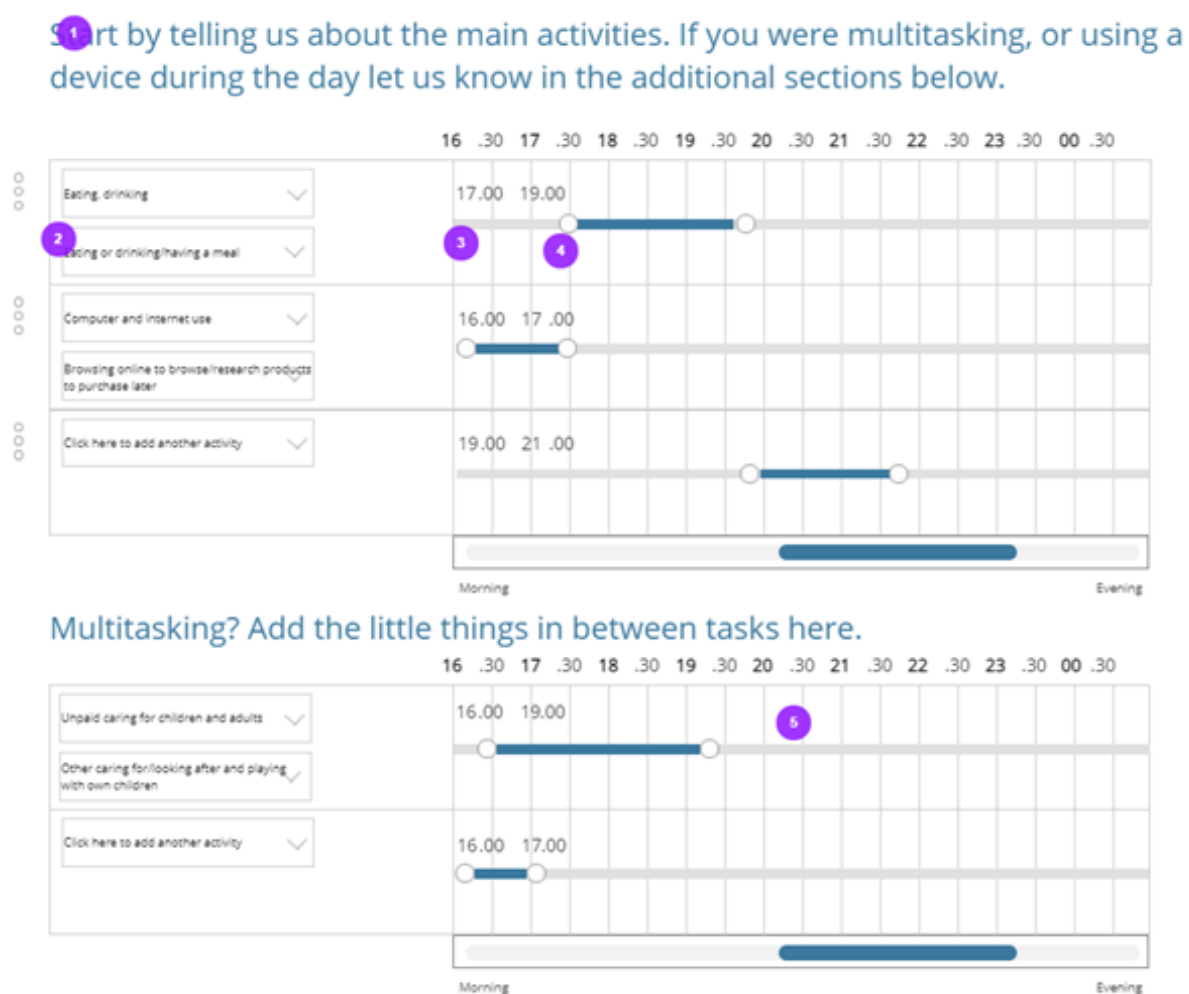 Start by telling us about the main activities. If you were multitasking, or using a
device during the day let us know in the additional sections below.
1
16 .30 17 .30 18 .30 19 .30 20 .30 21 .30 22 .30 23 .30 00 .30
Eating, drinking
17.00 19.00
2
Eating or drinking/having a meal
3
4
Computer and internet use
16.00 17 .00
Browsing online to browse/research products
to purchase later
Click here to add another activity
19.00 21 .00
Morning Evening
Multitasking? Add the little things in between tasks here.
16 .30 17 .30 18 .30 19 .30 20 .30 21 .30 22 .30 23 .30 00 .30
Unpaid caring for children and adults
16.00 19.00
5
Other caring for/looking after and playing
with own children
Click here to add another activity
16.00 17.00
Morning Evening